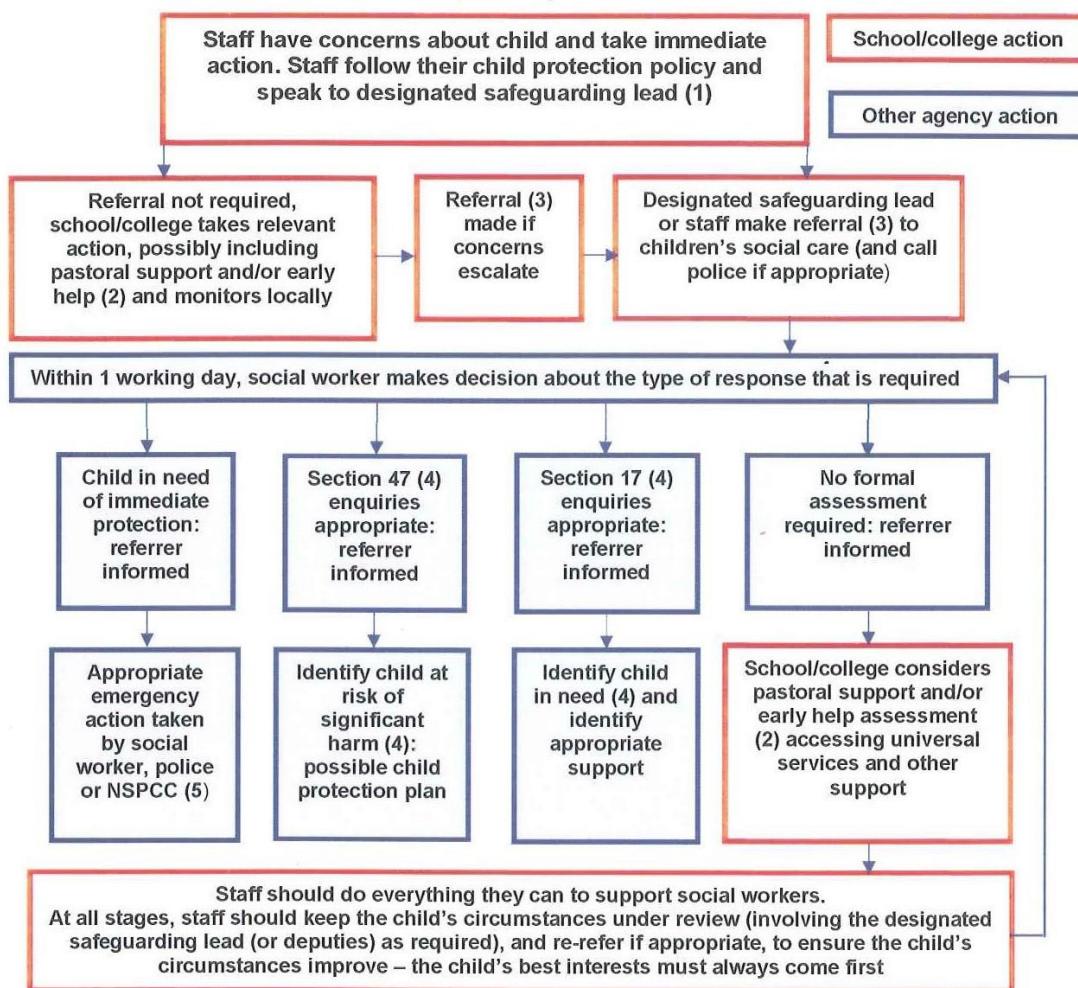 Staff have concerns about child and take immediate
action. Staff follow their child protection policy and
speak to designated safeguarding lead (1)
School/college action
Other agency action
Referral not required,
school/college takes relevant
action, possibly including
pastoral support and/or early
help (2) and monitors locally
Referral (3)
made if
concerns
escalate
Designated safeguarding lead
or staff make referral (3) to
children's social care (and call
police if appropriate)
Within 1 working day, social worker makes decision about the type of response that is required
Child in need
of immediate
protection:
referrer
informed
Section 47 (4)
enquiries
appropriate:
referrer
informed
Section 17 (4)
enquiries
appropriate:
referrer
informed
No formal
assessment
required: referrer
informed
Appropriate
emergency
action taken
by social
worker, police
or NSPCC (5)
Identify child at
risk of
significant
harm (4):
possible child
protection plan
Identify child
in need (4) and
identify
appropriate
support
School/college considers
pastoral support and/or
early help assessment
(2) accessing universal
services and other
support
Staff should do everything they can to support social workers.
At all stages, staff should keep the child's circumstances under review (involving the designated
safeguarding lead (or deputies) as required), and re-refer if appropriate, to ensure the child's
circumstances improve – the child's best interests must always come first